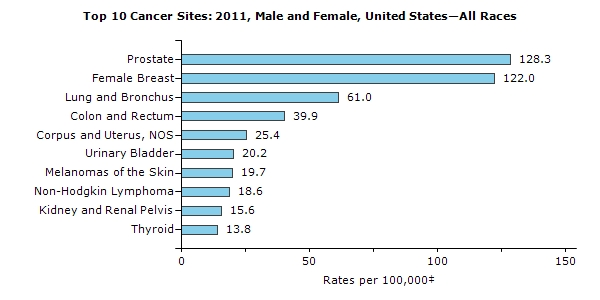 Top 10 Cancer Sites: 2011, Male and Female, United States—All Races
Prostate 128.3
Female Breast 122.0
Lung and Bronchus 61.0
Colon and Rectum 39.9
Corpus and Uterus, NOS 25.4
Urinary Bladder 20.2
Melanomas of the Skin 19.7
Non-Hodgkin Lymphoma 18.6
Kidney and Renal Pelvis 15.6
Thyroid 13.8
0 50 100 150
Rates per 100,000‡